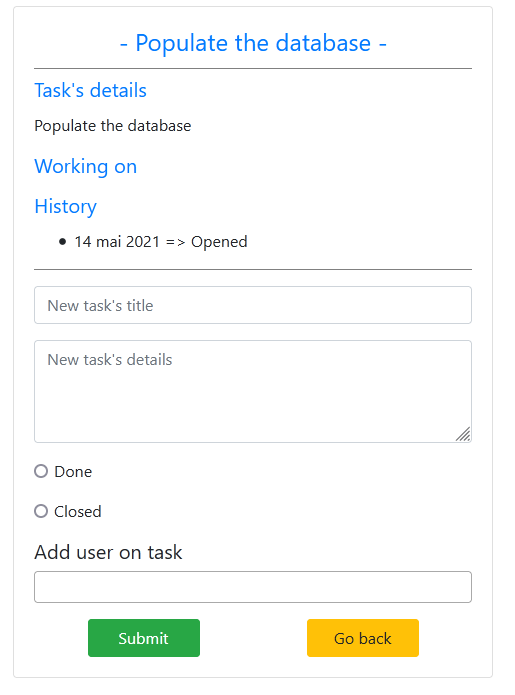 - Populate the database -
Task's details
Populate the database
Working on
History
14 mai 2021 => Opened
New task's title
New task's details
Done
Closed
Add user on task
Submit
Go back